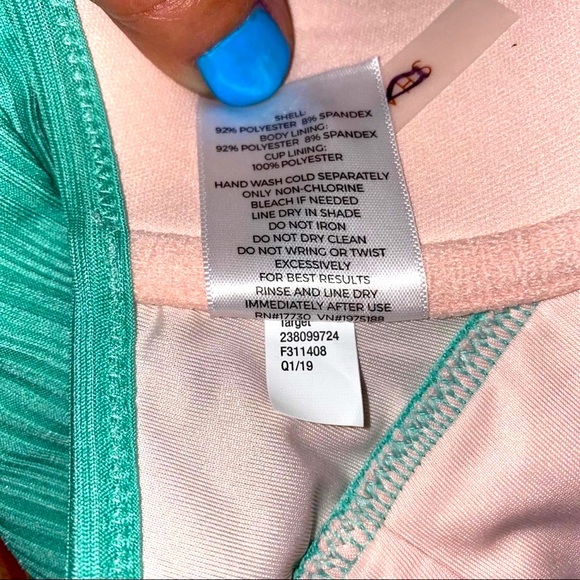 SHELL:
92% POLYESTER 8% SPANDEX
BODY LINING:
92% POLYESTER 8% SPANDEX
CUP LINING:
100% POLYESTER
HAND WASH COLD SEPARATELY
ONLY NON-CHLORINE
BLEACH IF NEEDED
LINE DRY IN SHADE
DO NOT IRON
DO NOT DRY CLEAN
DO NOT WRING OR TWIST
EXCESSIVELY
FOR BEST RESULTS
RINSE AND LINE DRY
IMMEDIATELY AFTER USE
RN#17730 VN#1975188
Target
238099724
F311408
Q1/19